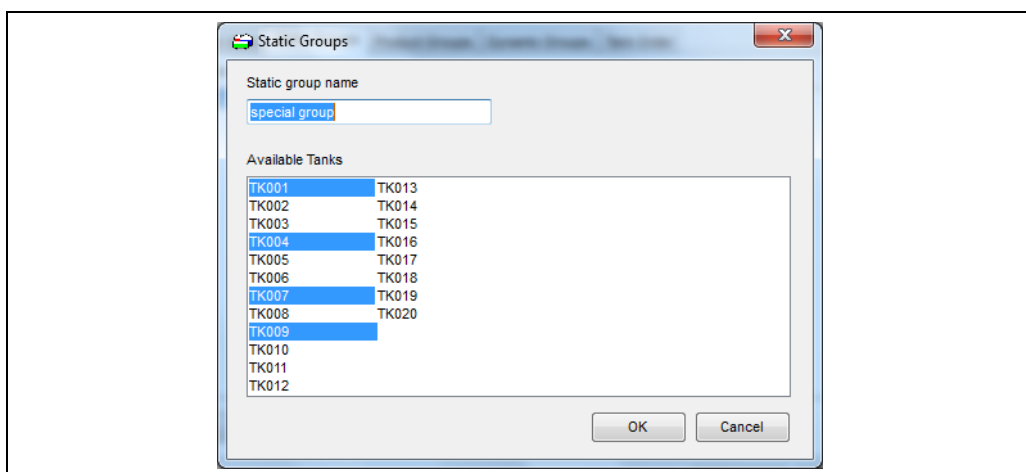 Static Groups
Static group name
special group
Available Tanks
TK001 TK013
TK002 TK014
TK003 TK015
TK004 TK016
TK005 TK017
TK006 TK018
TK007 TK019
TK008 TK020
TK009
TK010
TK011
TK012
OK Cancel